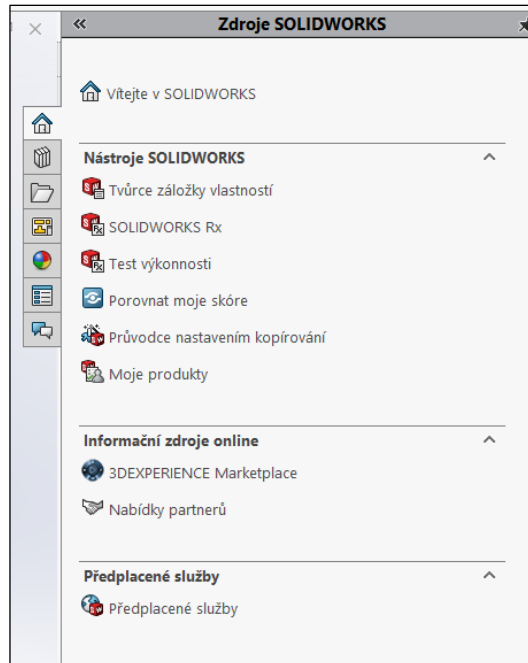 Zdroje SOLIDWORKS
Vítejte v SOLIDWORKS
Nástroje SOLIDWORKS
Tvůrce záložky vlastností
SOLIDWORKS Rx
Test výkonnosti
Porovnat moje skóre
Průvodce nastavením kopírování
Moje produkty
Informační zdroje online
3DEXPERIENCE Marketplace
Nabídky partnerů
Předplacené služby
Předplacené služby